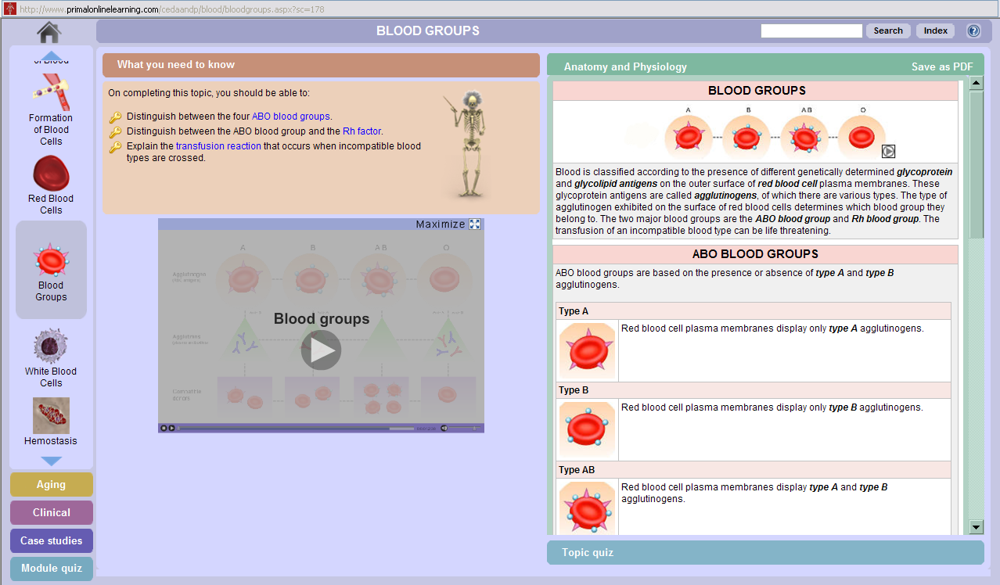 http://www.primalonlinelearning.com/cedaandp/blood/bloodgroups.aspx?sc=178
BLOOD GROUPS
Search
Index
?
of Blood
Formation
of Blood
Cells
Red Blood
Cells
Blood
Groups
White Blood
Cells
Hemostasis
Aging
Clinical
Case studies
Module quiz
What you need to know
On completing this topic, you should be able to:
Distinguish between the four ABO blood groups.
Distinguish between the ABO blood group and the Rh factor.
Explain the transfusion reaction that occurs when incompatible blood
types are crossed.
Maximize
A B AB O
Blood groups
Anatomy and Physiology
Save as PDF
BLOOD GROUPS
A B AB O
Blood is classified according to the presence of different genetically determined glycoprotein
and glycolipid antigens on the outer surface of red blood cell plasma membranes. These
glycoprotein antigens are called agglutinogens, of which there are various types. The type of
agglutinogen exhibited on the surface of red blood cells determines which blood group they
belong to. The two major blood groups are the ABO blood group and Rh blood group. The
transfusion of an incompatible blood type can be life threatening.
ABO BLOOD GROUPS
ABO blood groups are based on the presence or absence of type A and type B
agglutinogens.
Type A
Red blood cell plasma membranes display only type A agglutinogens.
Type B
Red blood cell plasma membranes display only type B agglutinogens.
Type AB
Red blood cell plasma membranes display type A and type B
agglutinogens.
Topic quiz